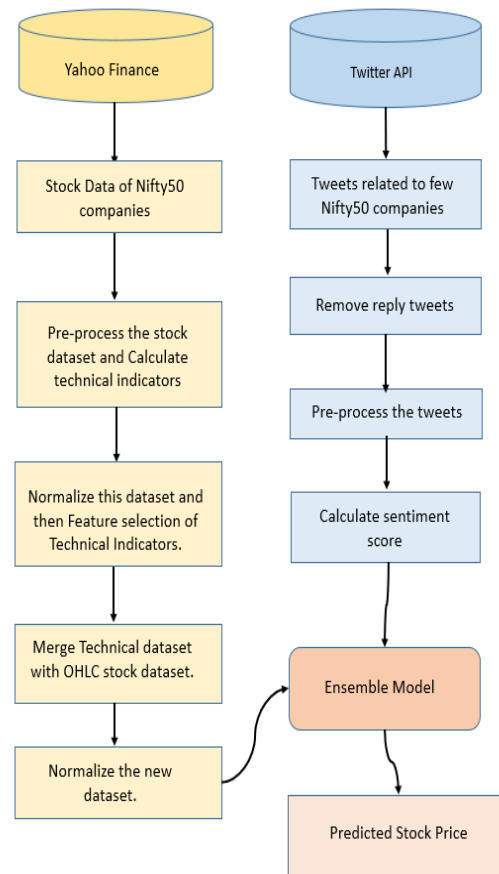 Yahoo Finance
Stock Data of Nifty50
companies
Pre-process the stock
dataset and Calculate
technical indicators
Normalize this dataset and
then Feature selection of
Technical Indicators.
Merge Technical dataset
with OHLC stock dataset.
Normalize the new
dataset.
Twitter API
Tweets related to few
Nifty50 companies
Remove reply tweets
Pre-process the tweets
Calculate sentiment
score
Ensemble Model
Predicted Stock Price